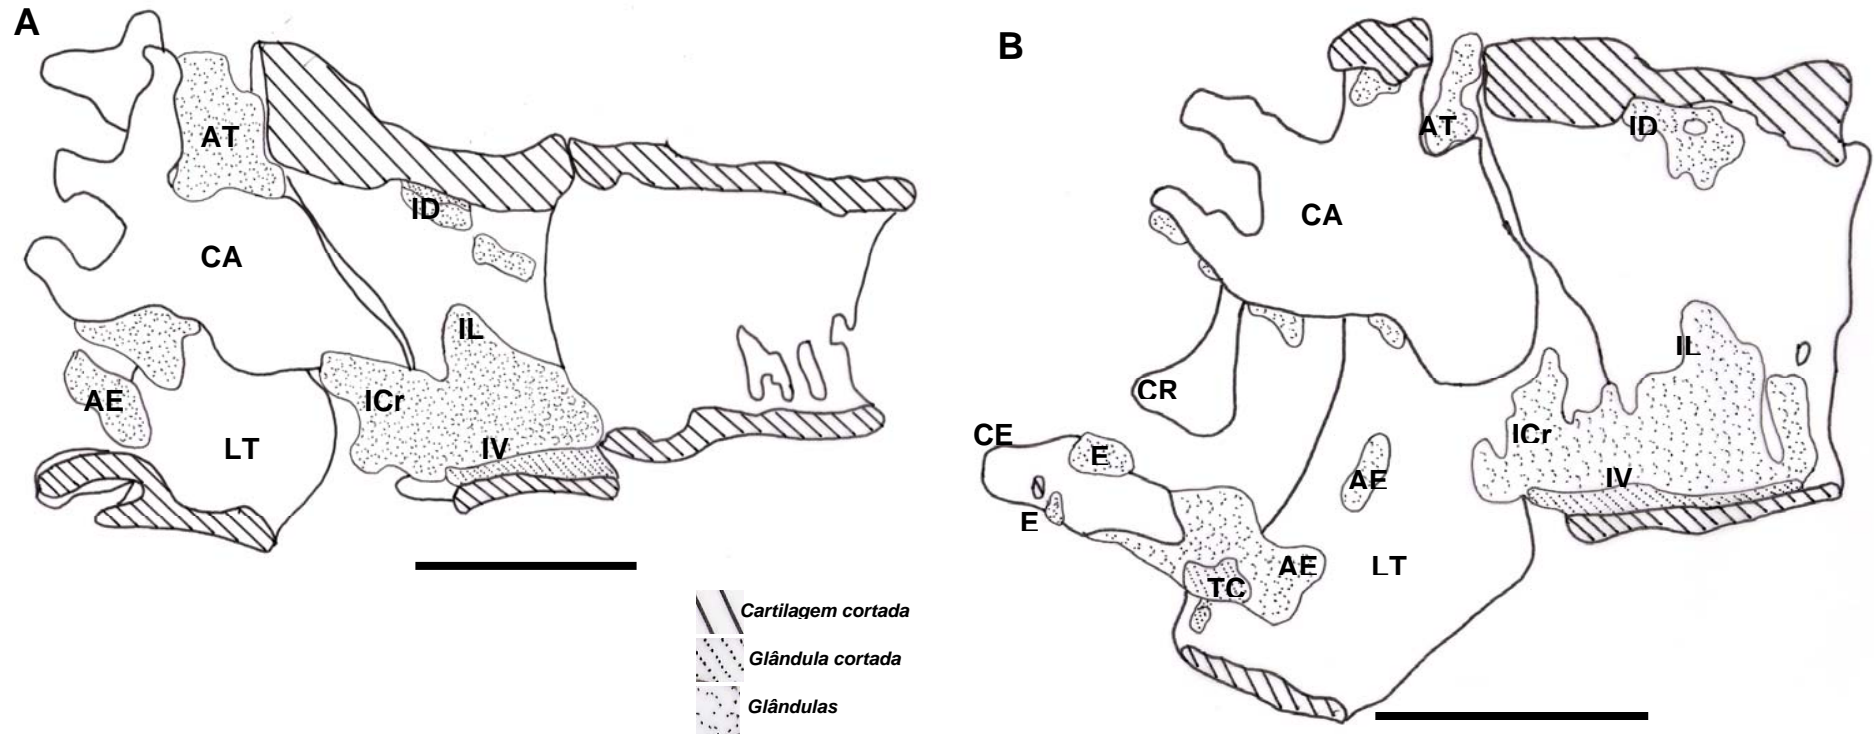 A
AT
ID
CA
IL
AE
ICr
LT
IV
Cartilagem cortada
Glândula cortada
Glândulas
B
AT
ID
CA
IL
CR
ICr
CE
E
AE
IV
E
AE
LT
TC